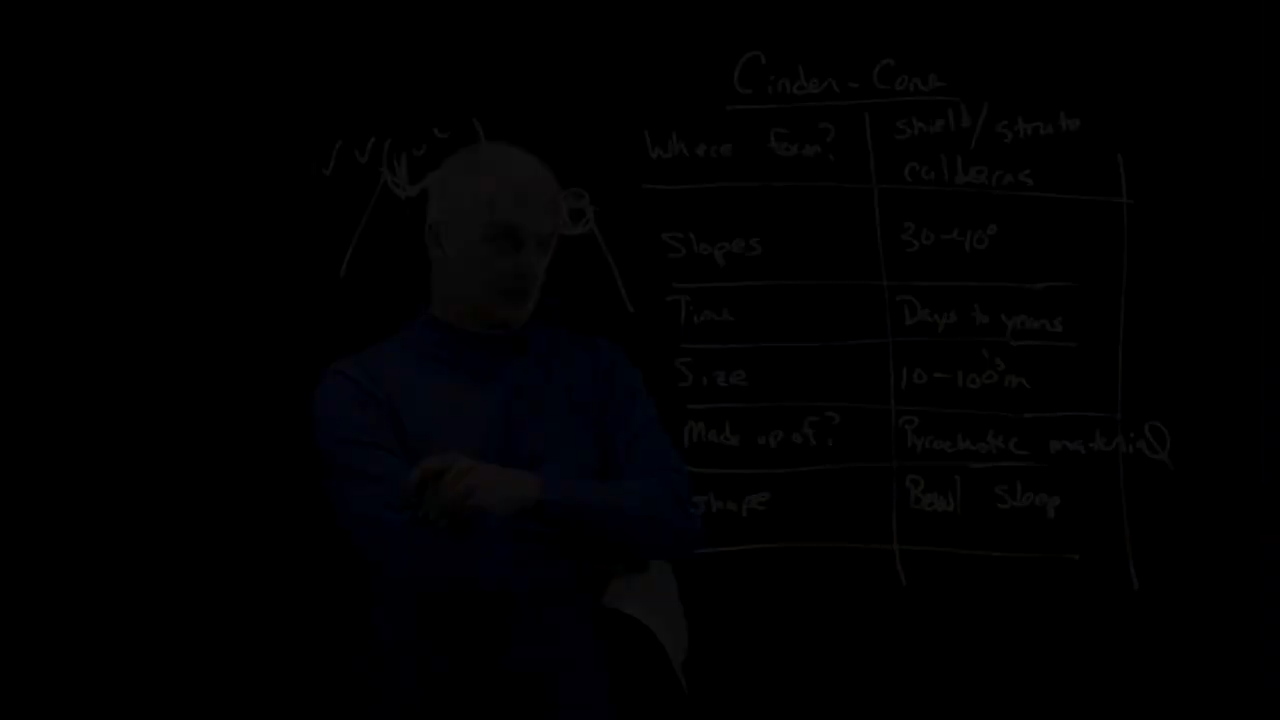 Cinder-Cone
Where form? shield/strato
calderas
Slopes 30-40°
Time Days to years
Size 10-100's m
Made up of? Pyroclastic material
Shape Bowl steep